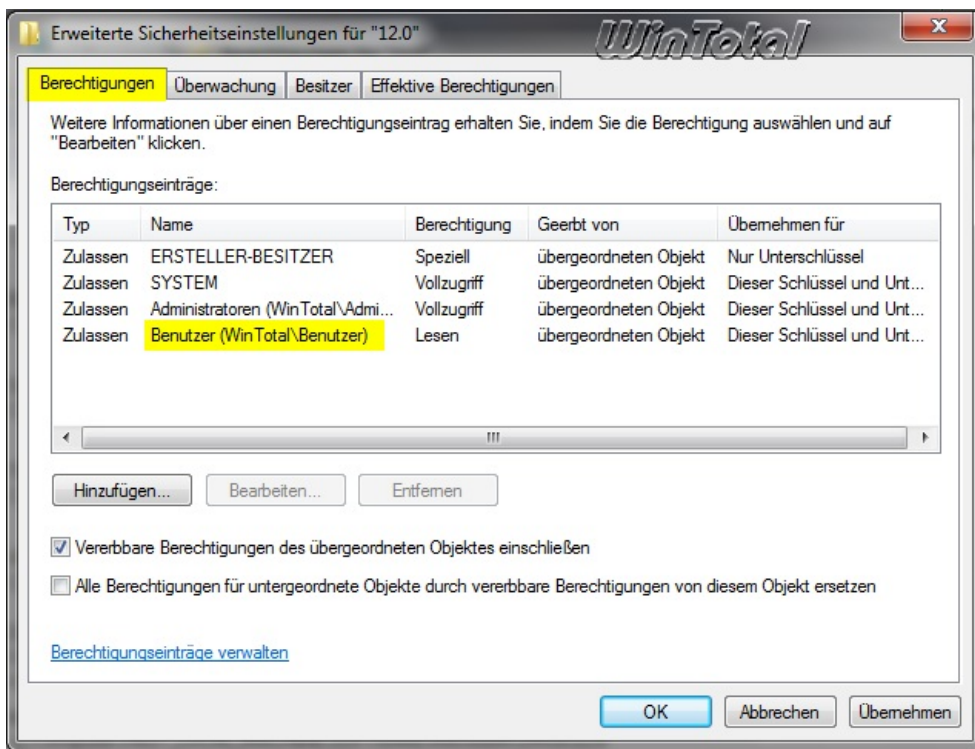 Erweiterte Sicherheitseinstellungen für "12.0"
WinTotal
Berechtigungen Überwachung Besitzer Effektive Berechtigungen
Weitere Informationen über einen Berechtigungseintrag erhalten Sie, indem Sie die Berechtigung auswählen und auf
"Bearbeiten" klicken.
Berechtigungseinträge:
Typ Name Berechtigung Geerbt von Übernehmen für
Zulassen ERSTELLER-BESITZER Speziell übergeordneten Objekt Nur Unterschlüssel
Zulassen SYSTEM Vollzugriff übergeordneten Objekt Dieser Schlüssel und Unt...
Zulassen Administratoren (WinTotal\Admi... Vollzugriff übergeordneten Objekt Dieser Schlüssel und Unt...
Zulassen Benutzer (WinTotal\Benutzer) Lesen übergeordneten Objekt Dieser Schlüssel und Unt...
Hinzufügen... Bearbeiten... Entfernen
Vererbbare Berechtigungen des übergeordneten Objektes einschließen
Alle Berechtigungen für untergeordnete Objekte durch vererbbare Berechtigungen von diesem Objekt ersetzen
Berechtigungseinträge verwalten
OK Abbrechen Übernehmen